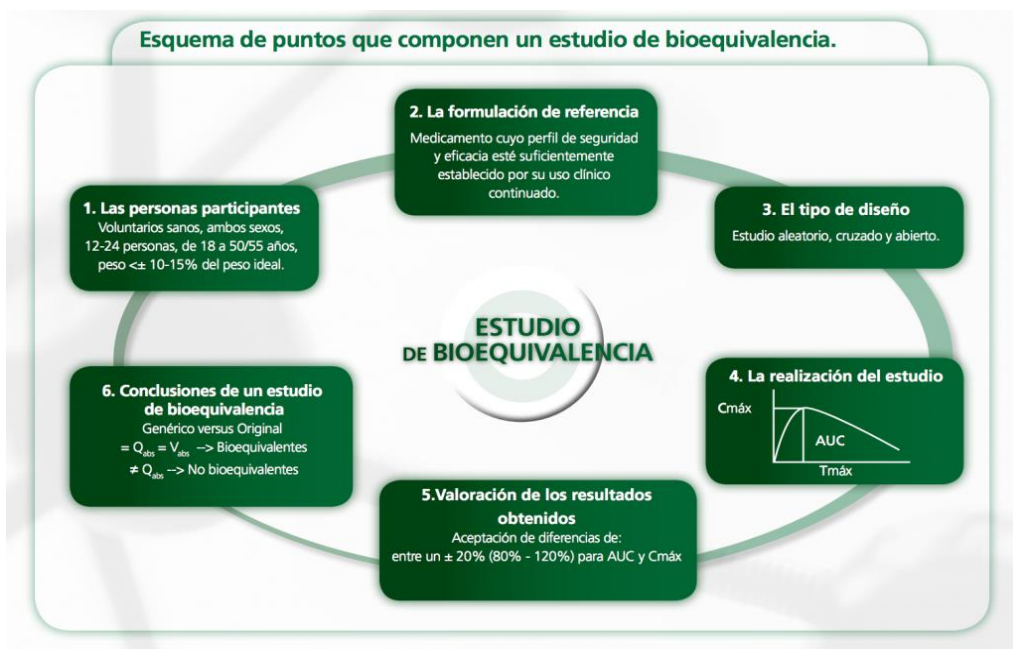 Esquema de puntos que componen un estudio de bioequivalencia.
2. La formulación de referencia
Medicamento cuyo perfil de seguridad
y eficacia esté suficientemente
establecido por su uso clínico
continuado.
1. Las personas participantes
Voluntarios sanos, ambos sexos,
12-24 personas, de 18 a 50/55 años,
peso <± 10-15% del peso ideal.
3. El tipo de diseño
Estudio aleatorio, cruzado y abierto.
ESTUDIO
DE BIOEQUIVALENCIA
4. La realización del estudio
Cmáx
AUC
Tmáx
6. Conclusiones de un estudio
de bioequivalencia
Genérico versus Original
= Qabs = Vabs --> Bioequivalentes
≠ Qabs --> No bioequivalentes
5.Valoración de los resultados
obtenidos
Aceptación de diferencias de:
entre un ± 20% (80% - 120%) para AUC y Cmáx